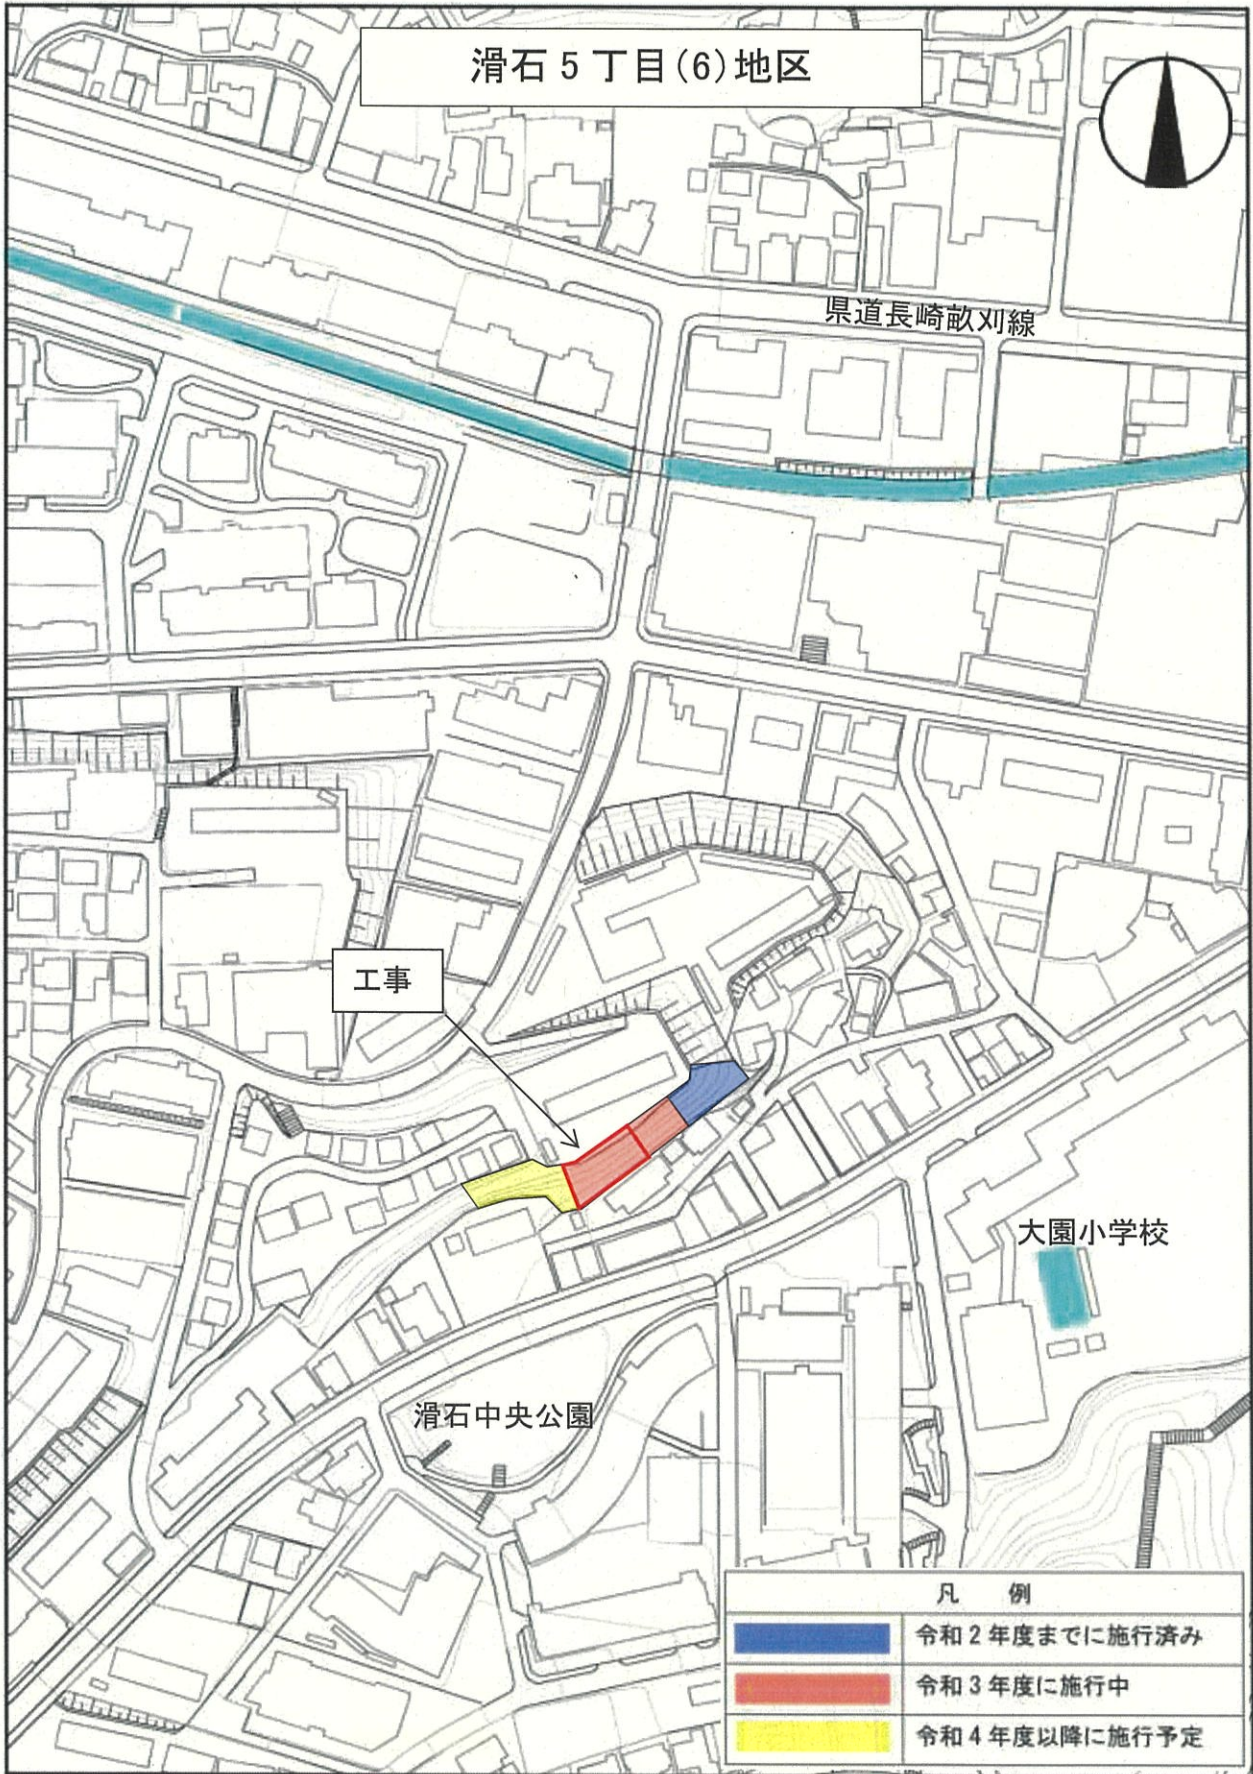 滑石5丁目(6)地区
県道長崎畝刈線
工事
大園小学校
滑石中央公園
凡 例
令和2年度までに施行済み
令和3年度に施行中
令和4年度以降に施行予定